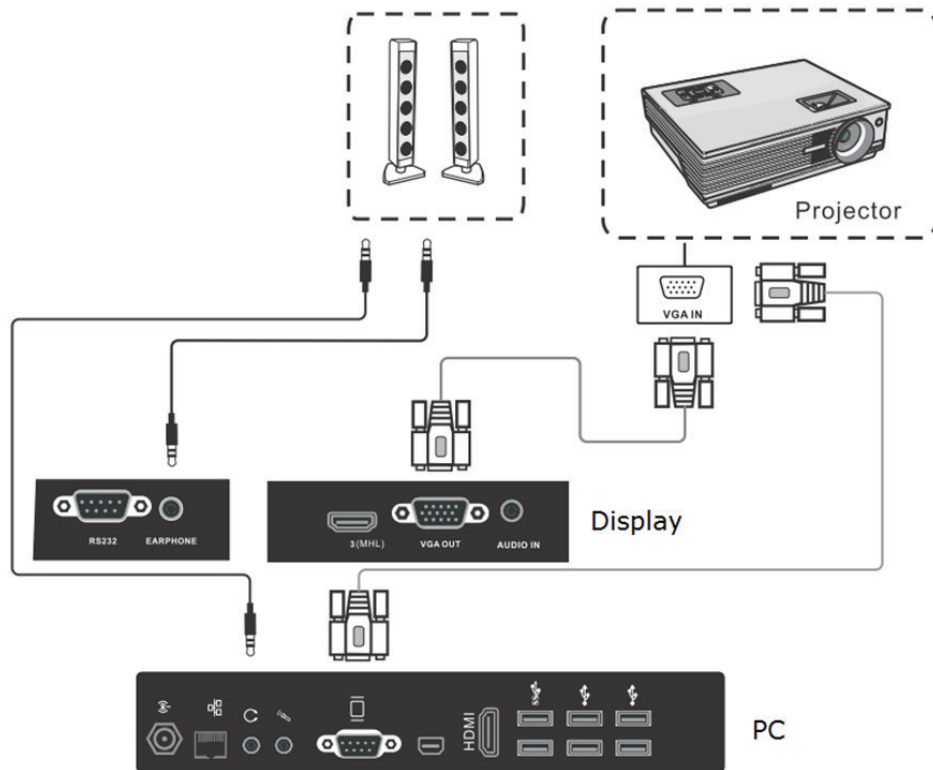 Projector
VGA IN
RS232
EARPHONE
3(MHL)
VGA OUT
AUDIO IN
Display
HDMI
PC